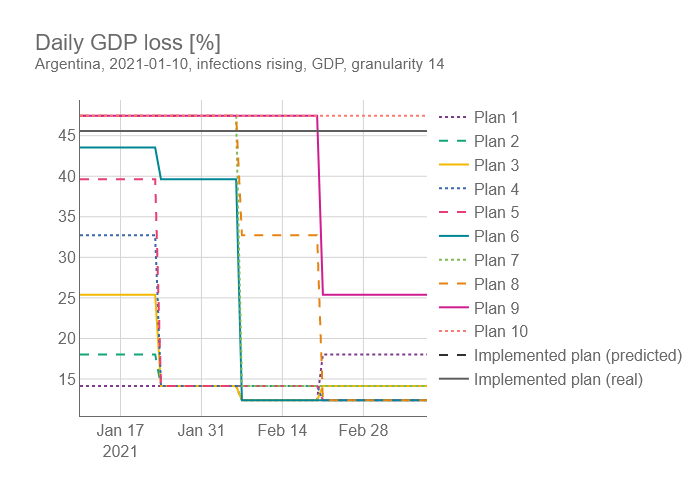 Daily GDP loss [%]
Argentina, 2021-01-10, infections rising, GDP, granularity 14
45
40
35
30
25
20
15
Jan 17
2021
Jan 31
Feb 14
Feb 28
Plan 1
Plan 2
Plan 3
Plan 4
Plan 5
Plan 6
Plan 7
Plan 8
Plan 9
Plan 10
Implemented plan (predicted)
Implemented plan (real)